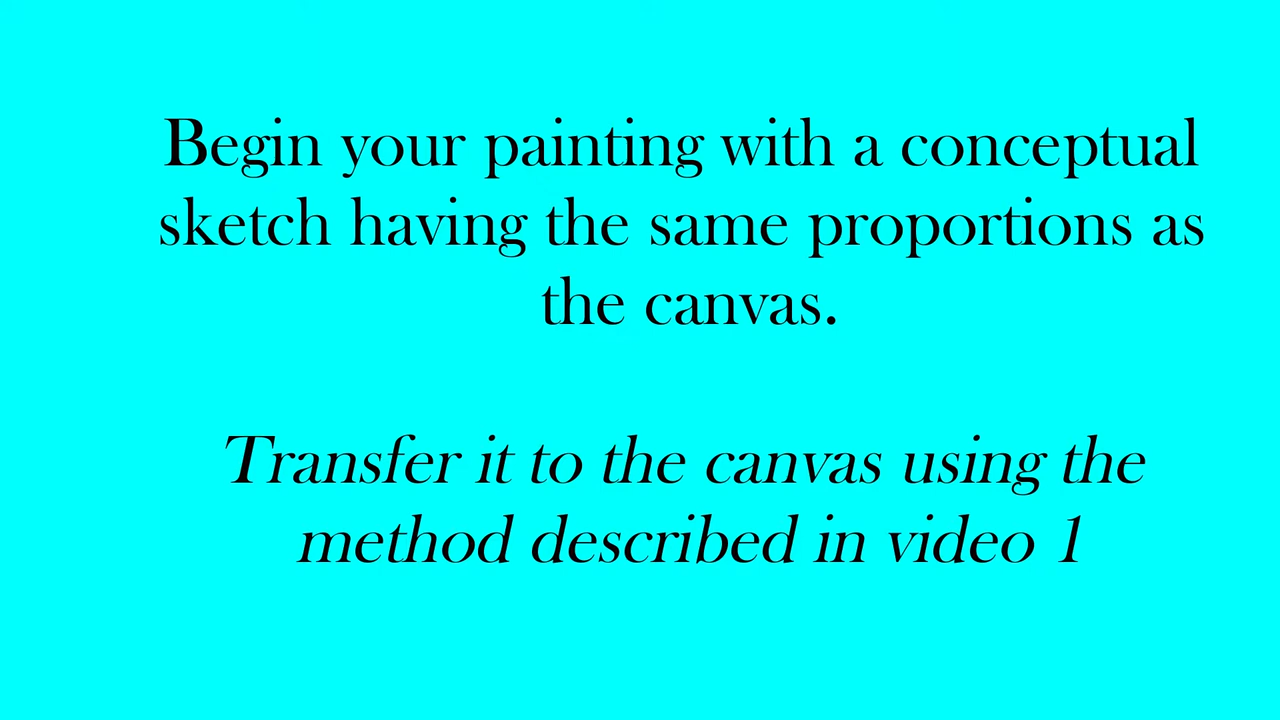 Begin your painting with a conceptual
sketch having the same proportions as
the canvas.
Transfer it to the canvas using the
method described in video 1